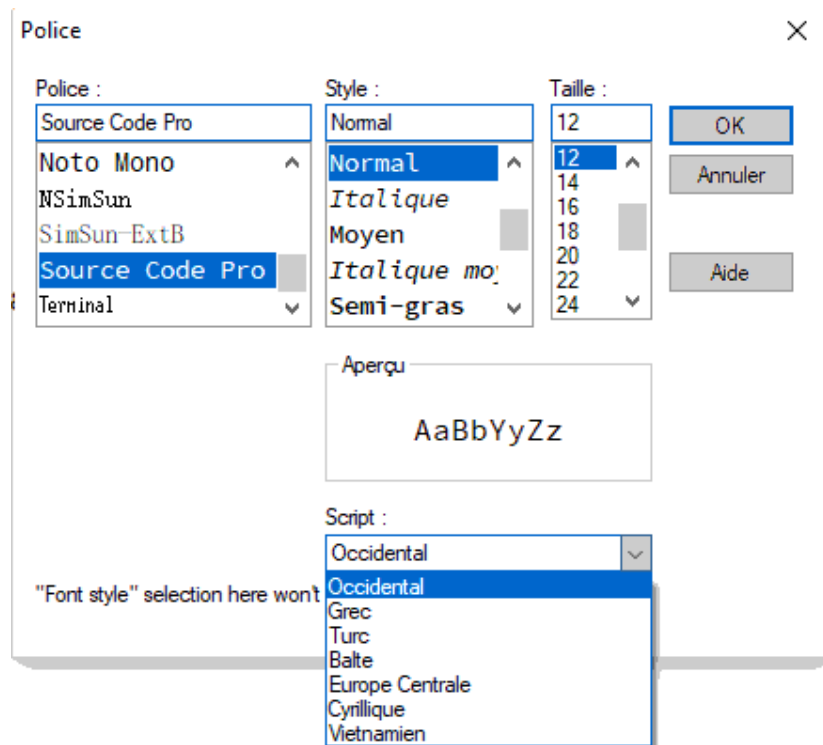 Police
Police :
Source Code Pro
Noto Mono
NSimSun
SimSun-ExtB
Source Code Pro
Terminal
Style :
Normal
Normal
Italique
Moyen
Italique moy
Semi-gras
Taille :
12
12
14
16
18
20
22
24
OK
Annuler
Aide
Aperçu
AaBbYyZz
Script :
Occidental
Occidental
Grec
Turc
Balte
Europe Centrale
Cyrillique
Vietnamien
"Font style" selection here won't